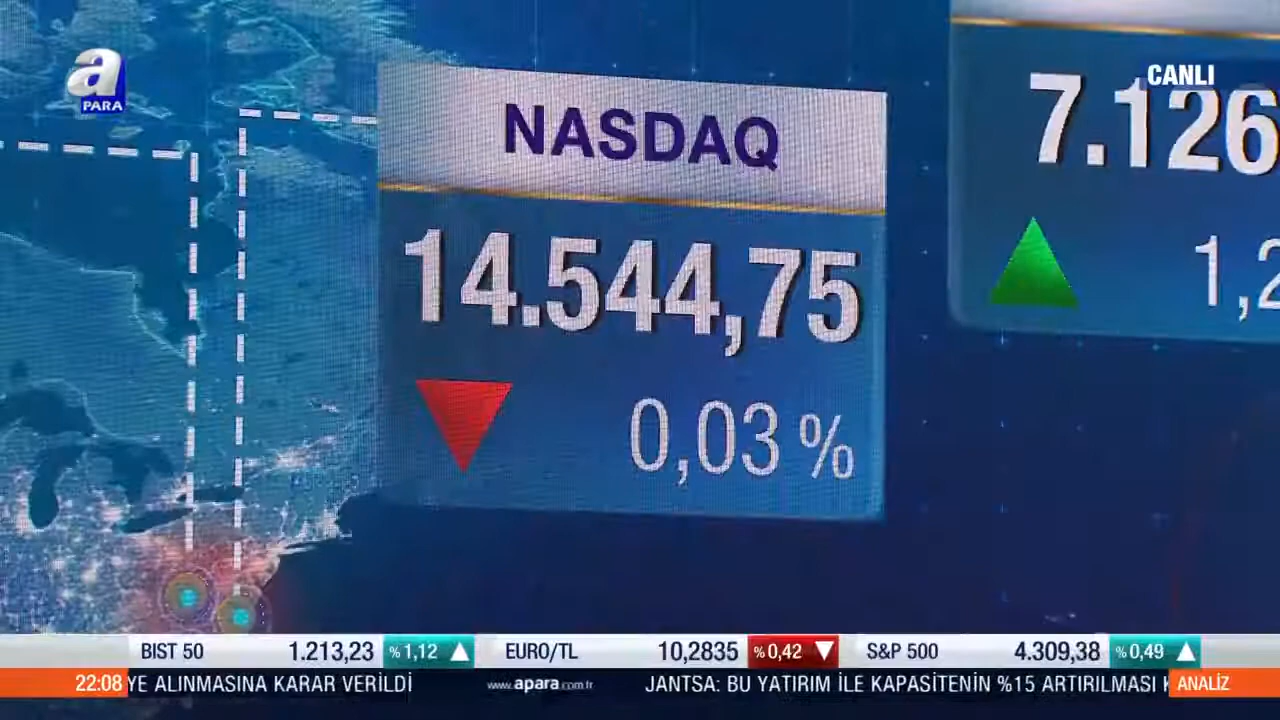 a
PARA
CANLI
NASDAQ
14.544,75
0,03 %
7.126
1,2
BIST 50 1.213,23 %1,12 EURO/TL 10,2835 %0,42 S&P 500 4.309,38 %0,49
22:08 YE ALINMASINA KARAR VERİLDİ www.apara.com.tr JANTSA: BU YATIRIM İLE KAPASİTENİN %15 ARTIRILMASI ANALİZ